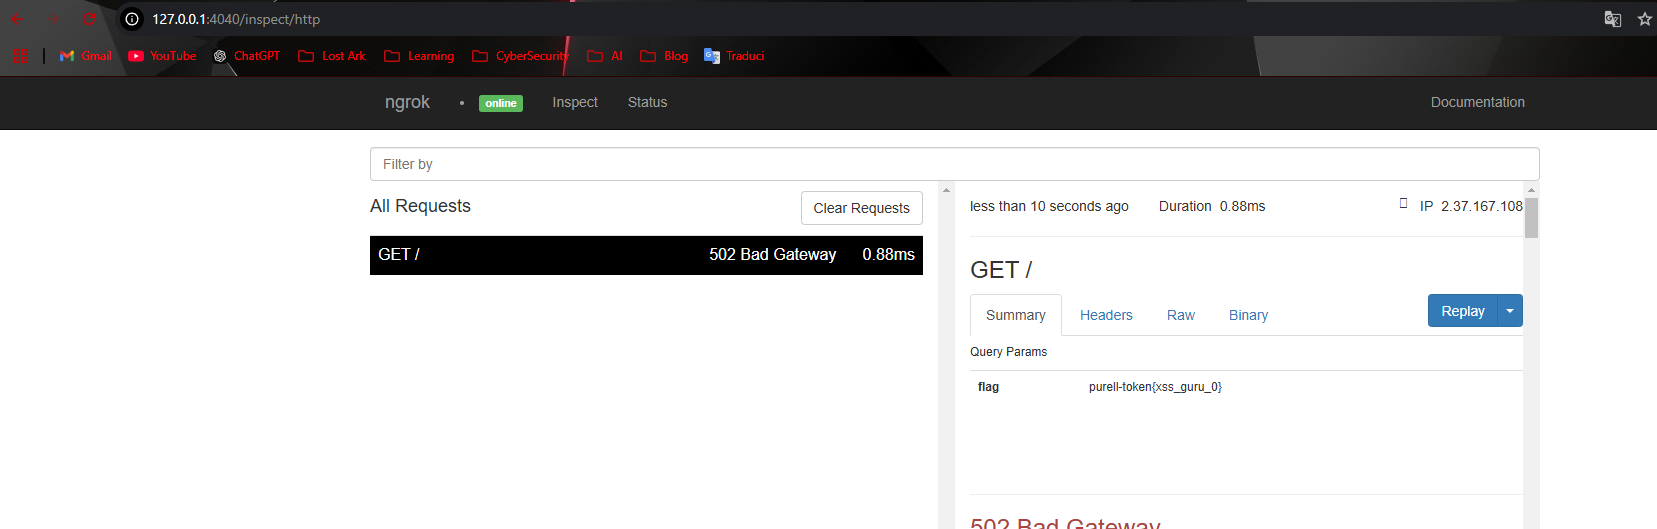 127.0.0.1:4040/inspect/http
Gmail YouTube ChatGPT Lost Ark Learning CyberSecurity AI Blog Traduci
ngrok online Inspect Status Documentation
Filter by
All Requests Clear Requests
GET / 502 Bad Gateway 0.88ms
less than 10 seconds ago Duration 0.88ms IP 2.37.167.108
GET /
Summary Headers Raw Binary Replay
Query Params
flag purell-token{xss_guru_0}
502 Bad Gateway